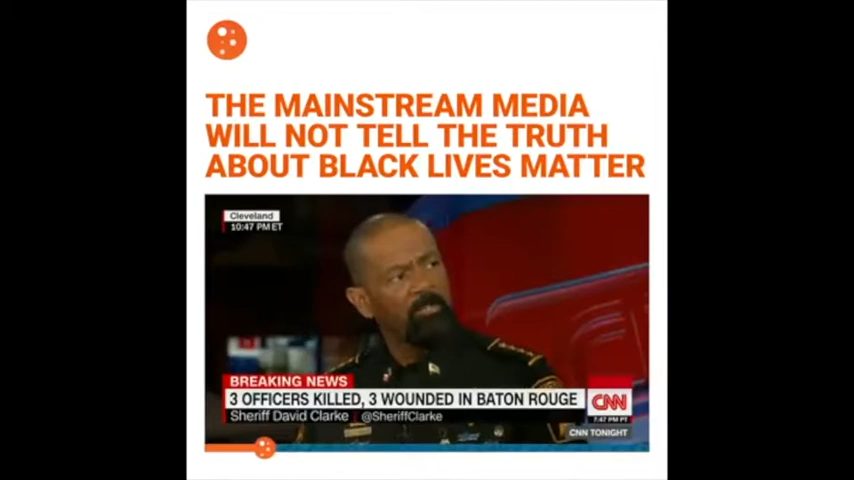 THE MAINSTREAM MEDIA
WILL NOT TELL THE TRUTH
ABOUT BLACK LIVES MATTER
Cleveland
10:47 PM ET
BREAKING NEWS
3 OFFICERS KILLED, 3 WOUNDED IN BATON ROUGE
CNN
Sheriff David Clarke @SheriffClarke
7:47 PM PT
CNN TONIGHT